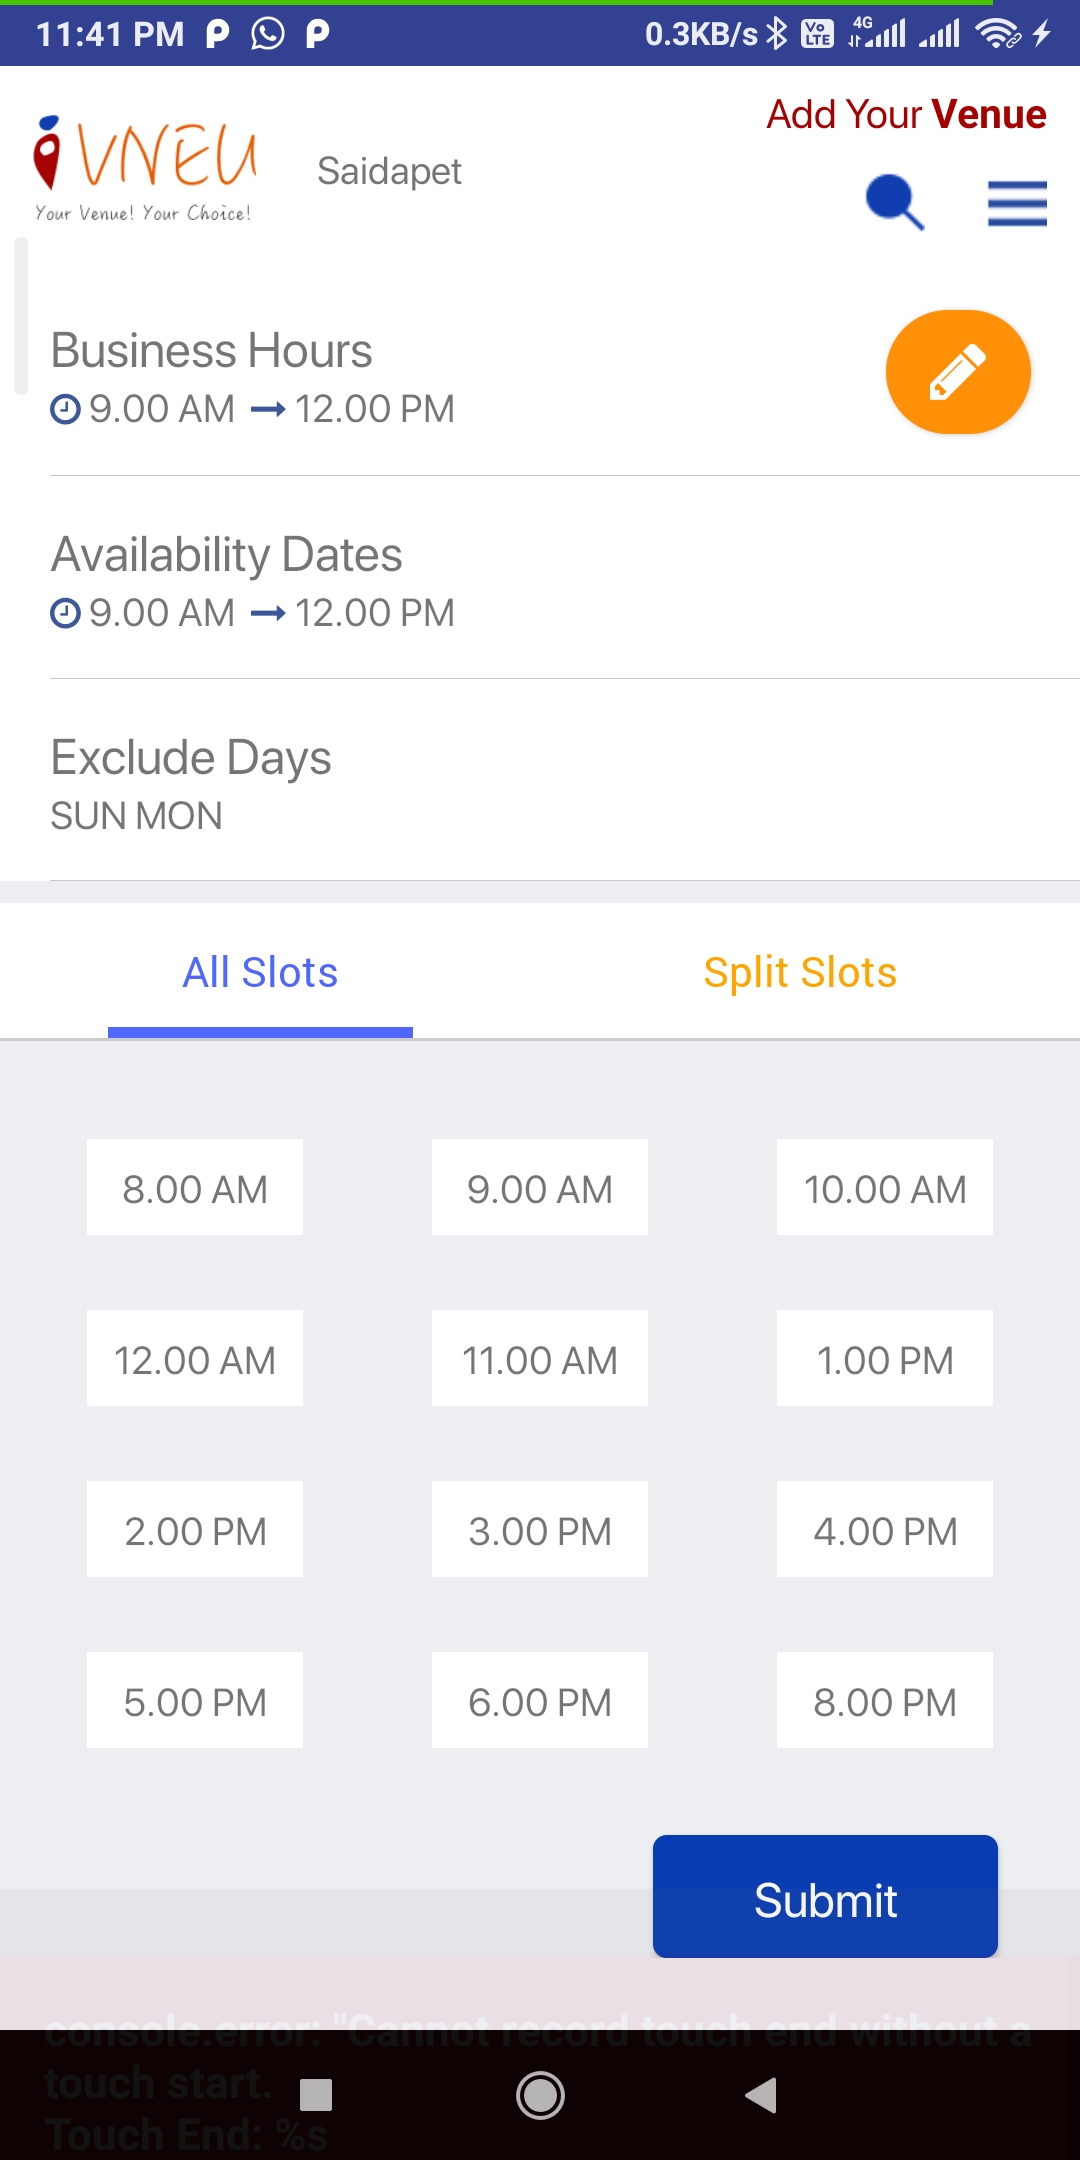 11:41 PM
0.3KB/s
VoLTE
4G
Add Your Venue
iVNEU
Your Venue! Your Choice!
Saidapet
Business Hours
9.00 AM → 12.00 PM
Availability Dates
9.00 AM → 12.00 PM
Exclude Days
SUN MON
All Slots
Split Slots
8.00 AM
9.00 AM
10.00 AM
12.00 AM
11.00 AM
1.00 PM
2.00 PM
3.00 PM
4.00 PM
5.00 PM
6.00 PM
8.00 PM
Submit
console.error: "Cannot record touch end without a
touch start.
Touch End: %s